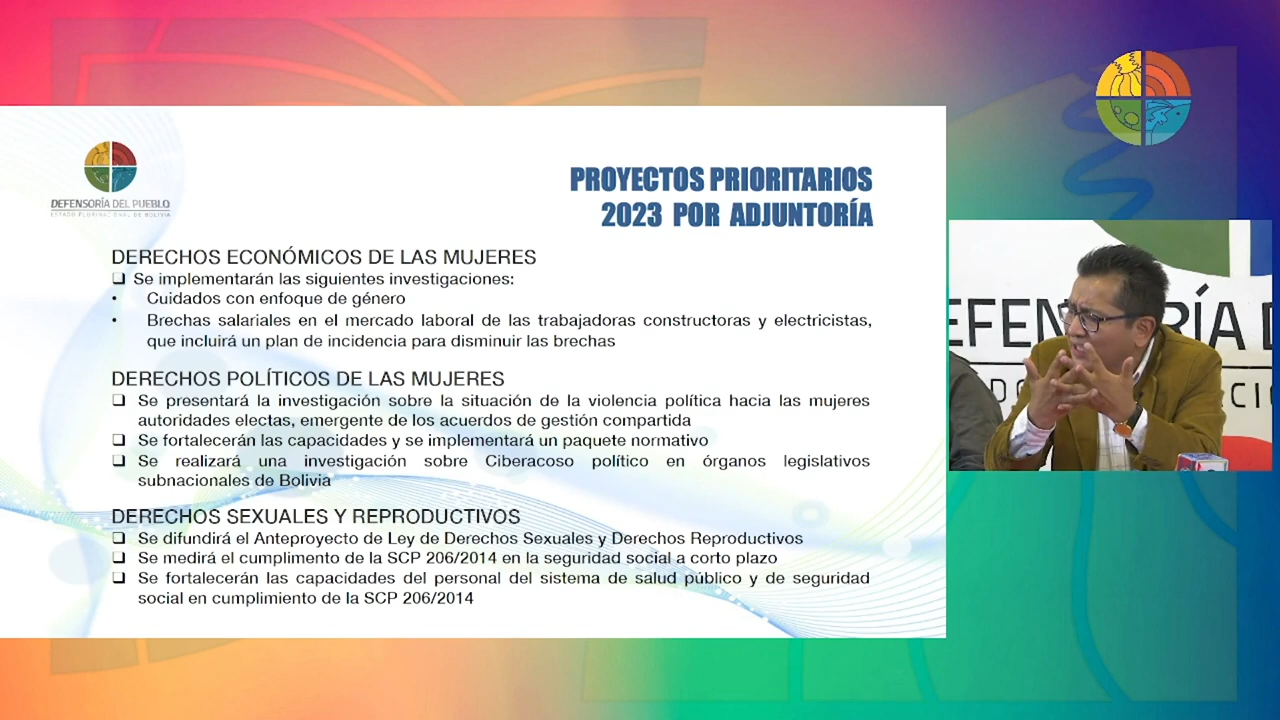 DEFENSORÍA DEL PUEBLO
ESTADO PLURINACIONAL DE BOLIVIA
PROYECTOS PRIORITARIOS
2023 POR ADJUNTORÍA
DERECHOS ECONÓMICOS DE LAS MUJERES
❑ Se implementarán las siguientes investigaciones:
• Cuidados con enfoque de género
• Brechas salariales en el mercado laboral de las trabajadoras constructoras y electricistas,
que incluirá un plan de incidencia para disminuir las brechas
DERECHOS POLÍTICOS DE LAS MUJERES
❑ Se presentará la investigación sobre la situación de la violencia política hacia las mujeres
autoridades electas, emergente de los acuerdos de gestión compartida
❑ Se fortalecerán las capacidades y se implementará un paquete normativo
❑ Se realizará una investigación sobre Ciberacoso político en órganos legislativos
subnacionales de Bolivia
DERECHOS SEXUALES Y REPRODUCTIVOS
❑ Se difundirá el Anteproyecto de Ley de Derechos Sexuales y Derechos Reproductivos
❑ Se medirá el cumplimento de la SCP 206/2014 en la seguridad social a corto plazo
❑ Se fortalecerán las capacidades del personal del sistema de salud público y de seguridad
social en cumplimiento de la SCP 206/2014
EFEN RÍA D